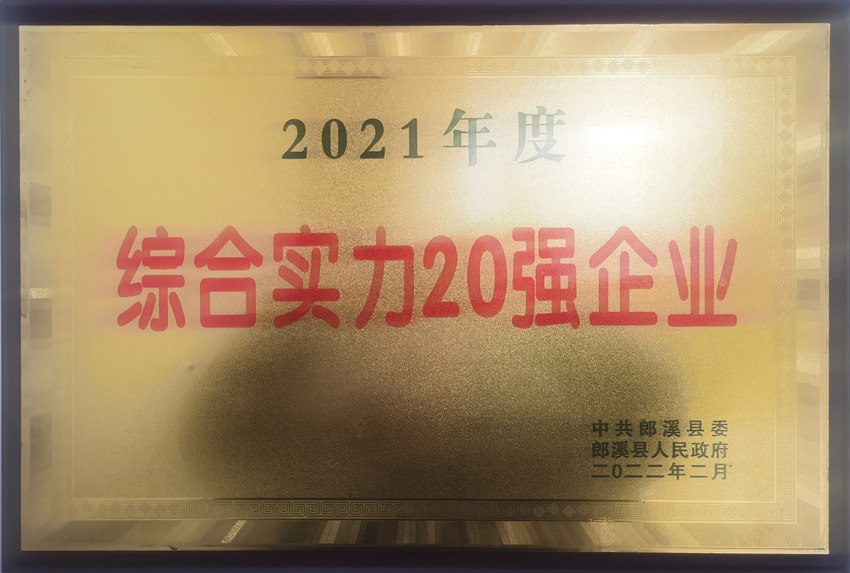 2021年度
综合实力20强企业
中共郎溪县委
郎溪县人民政府
二0二二年二月